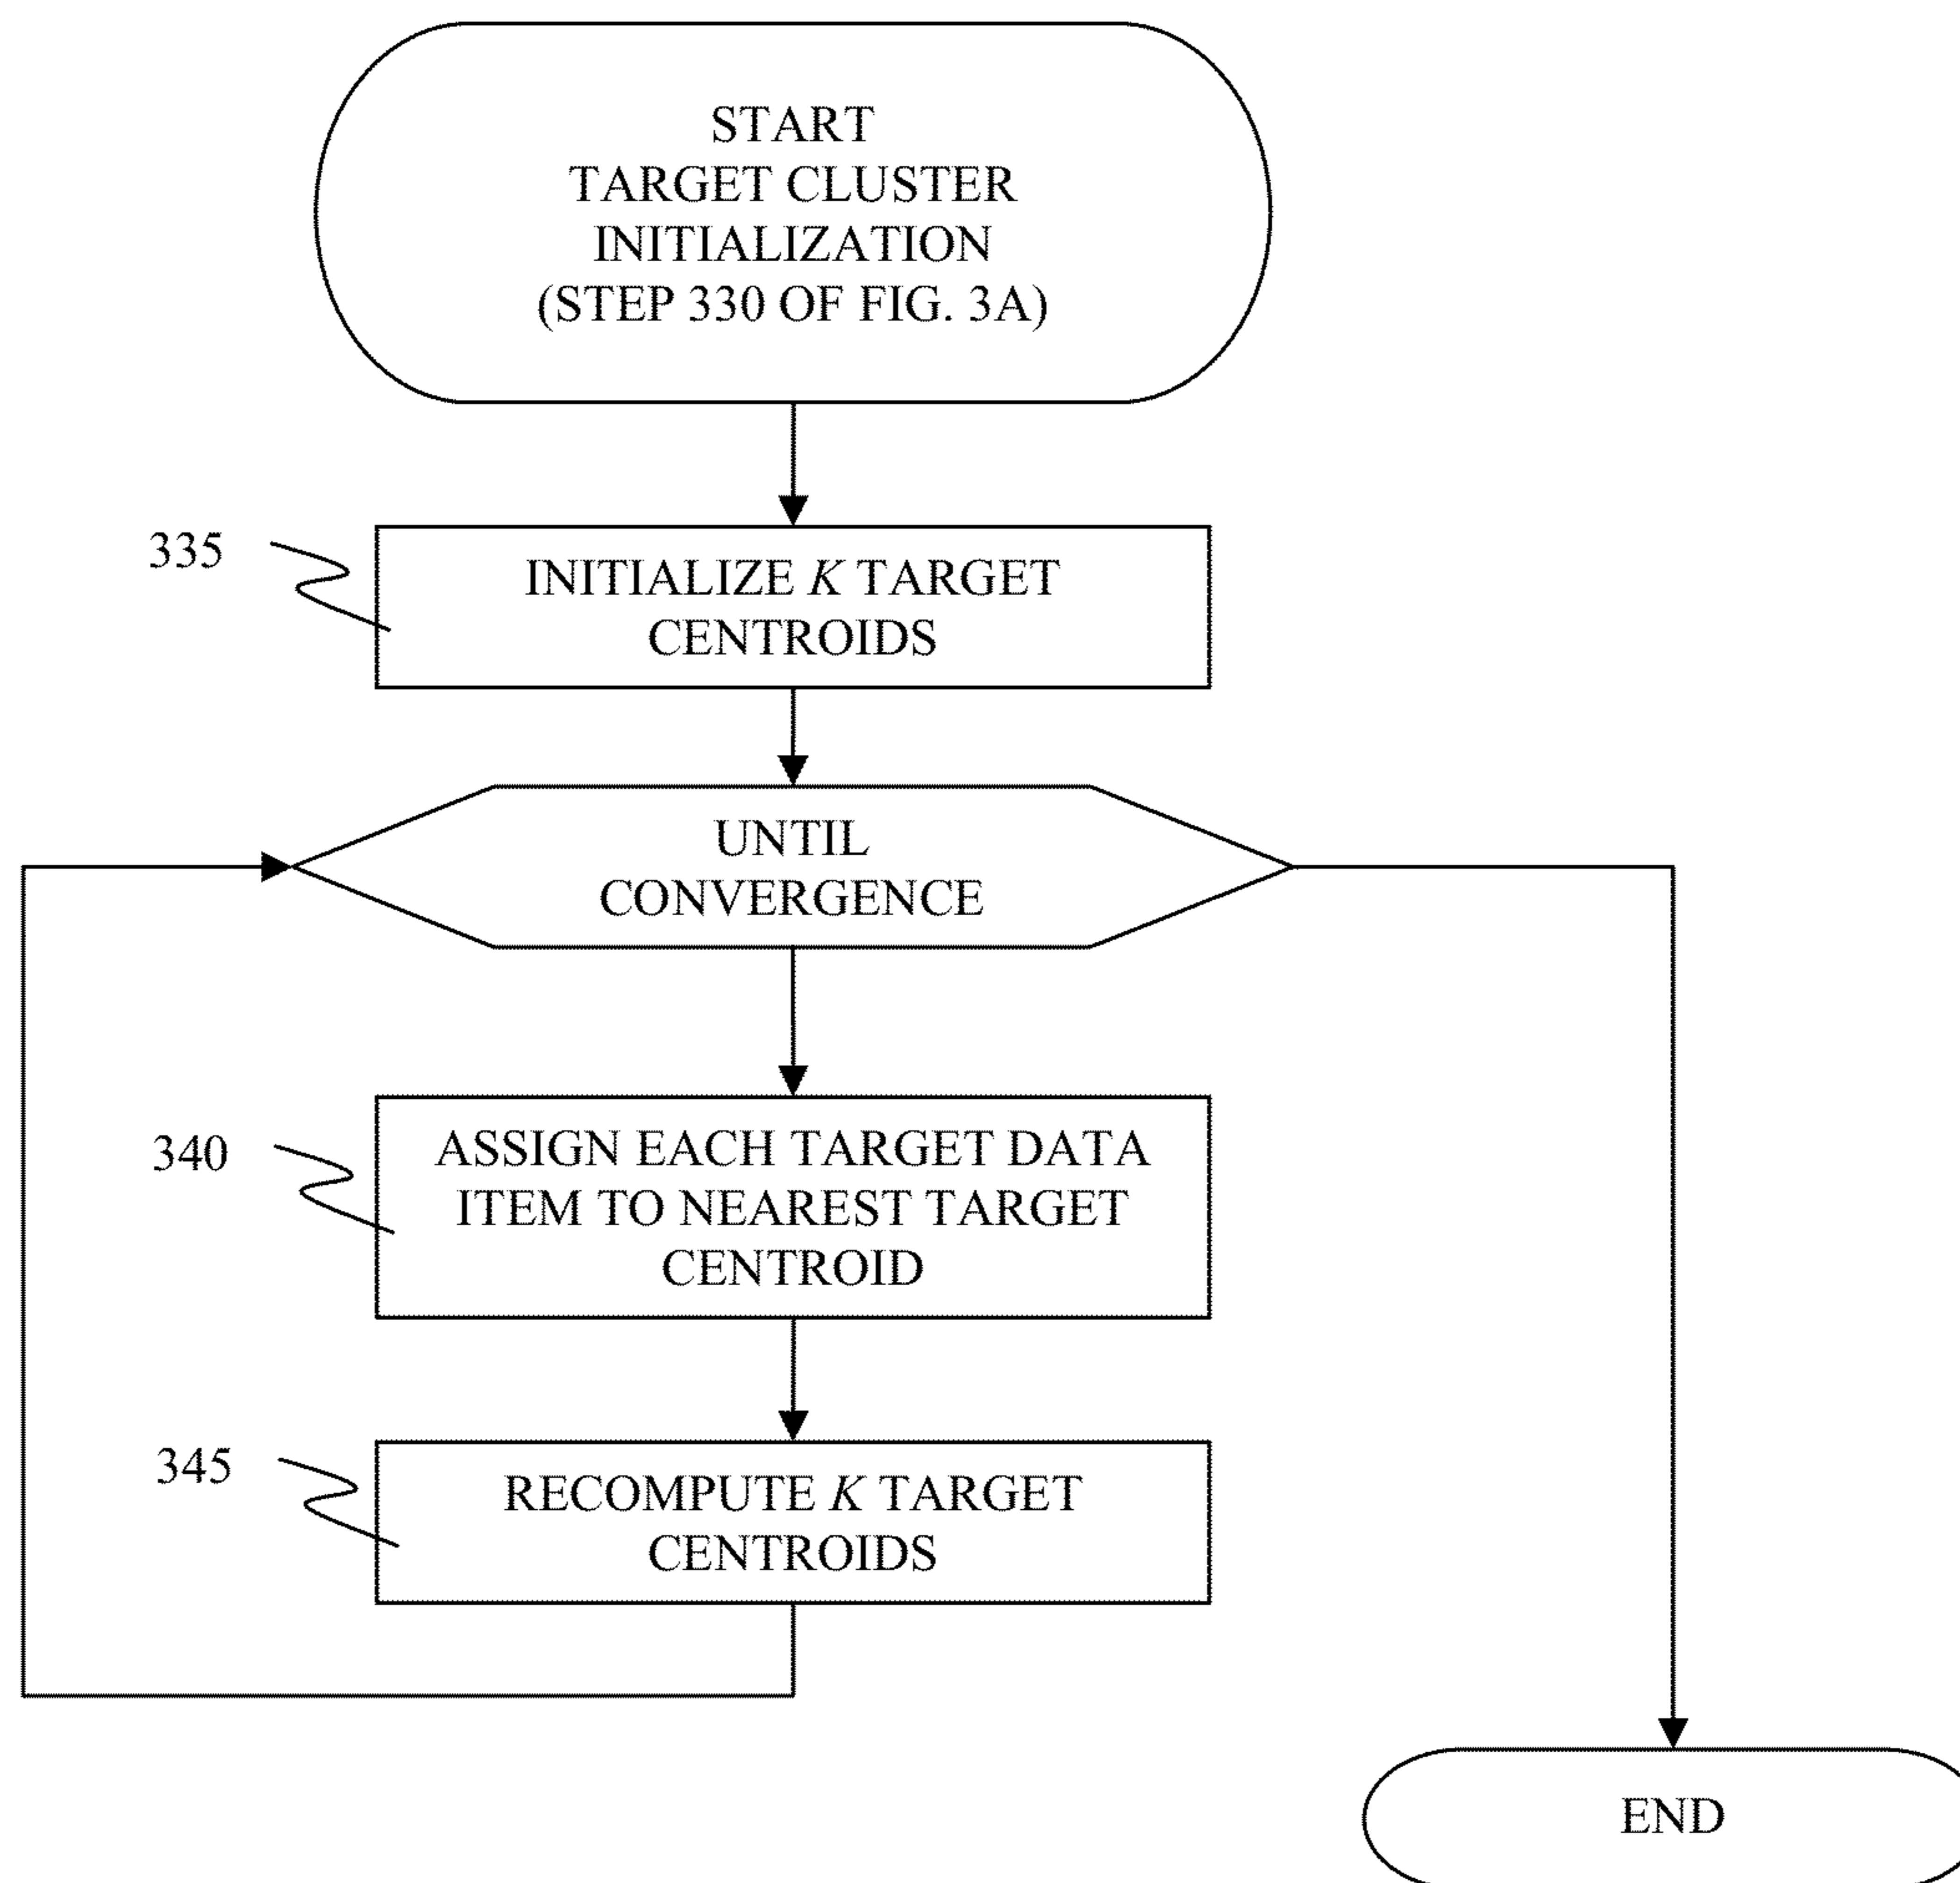 START
TARGET CLUSTER
INITIALIZATION
(STEP 330 OF FIG. 3A)
335
INITIALIZE K TARGET
CENTROIDS
UNTIL
CONVERGENCE
340
ASSIGN EACH TARGET DATA
ITEM TO NEAREST TARGET
CENTROID
345
RECOMPUTE K TARGET
CENTROIDS
END